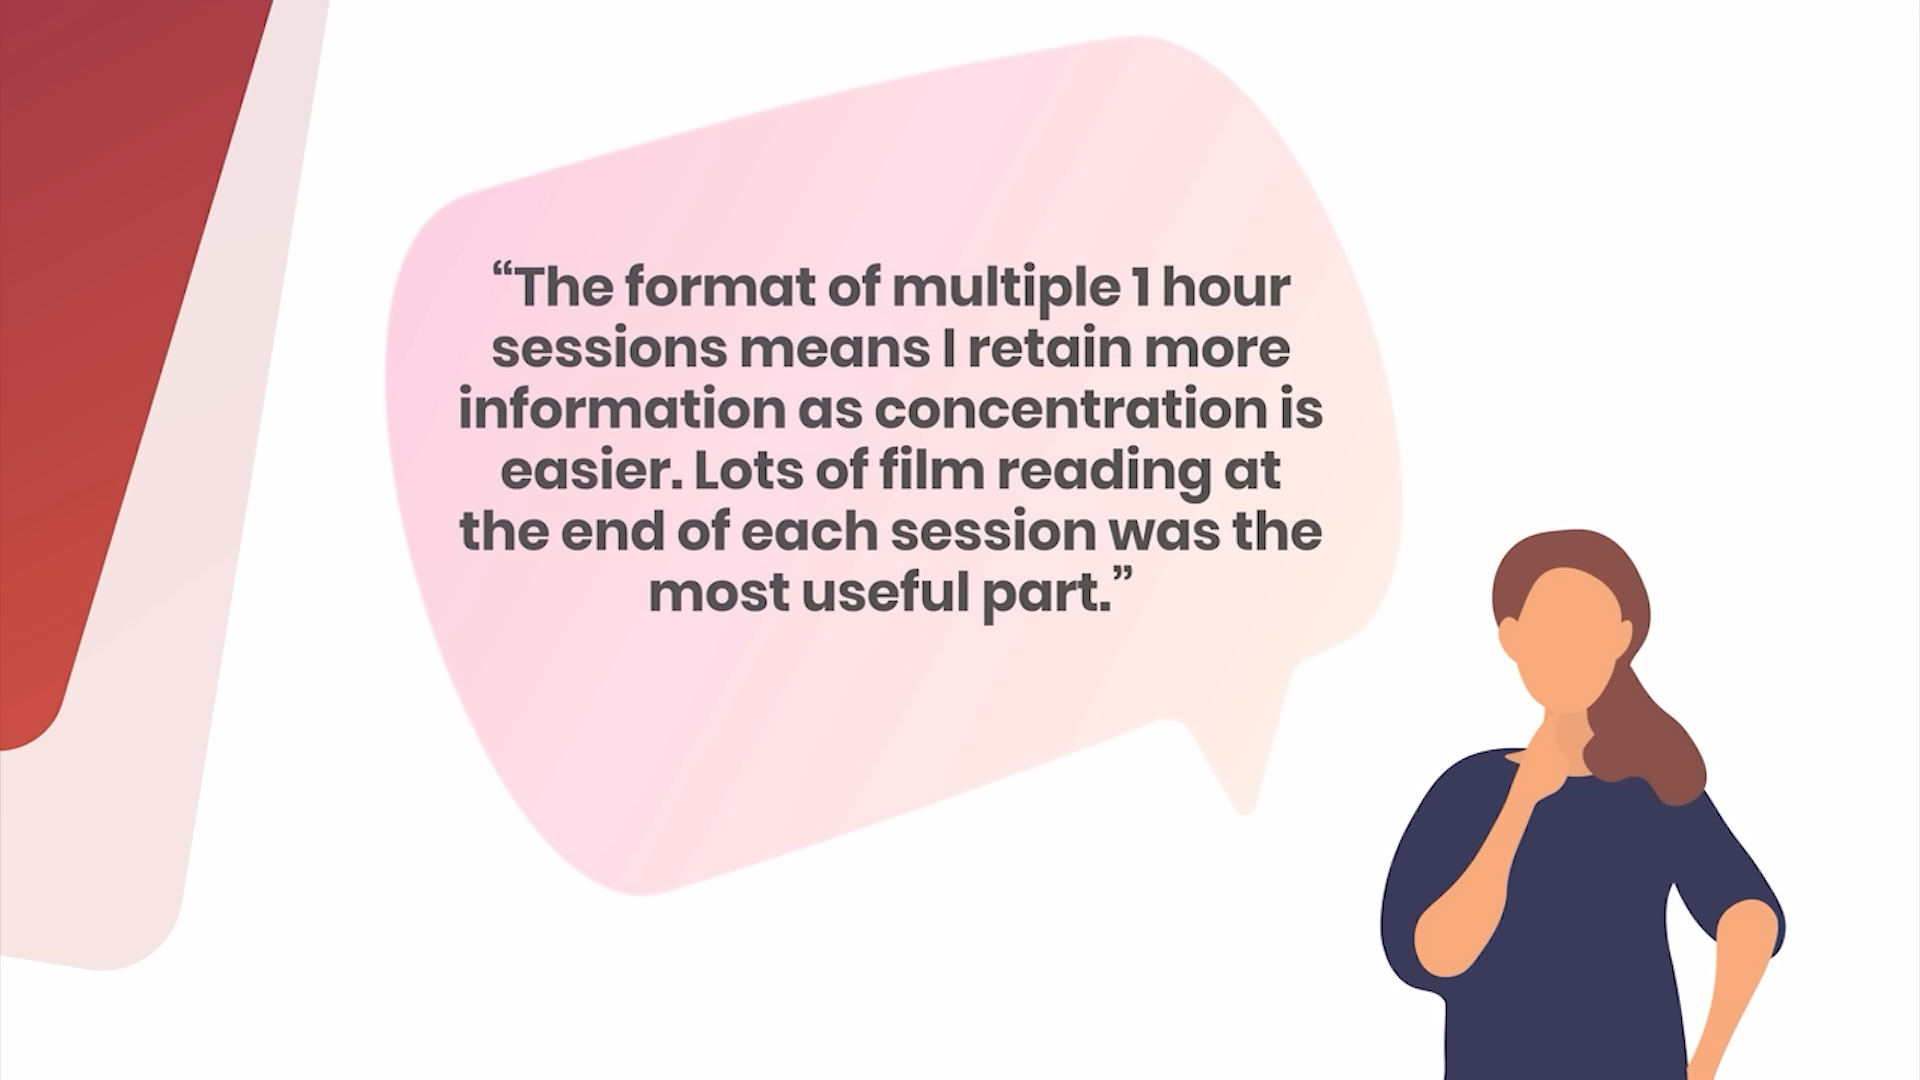 “The format of multiple 1 hour
sessions means I retain more
information as concentration is
easier. Lots of film reading at
the end of each session was the
most useful part.”